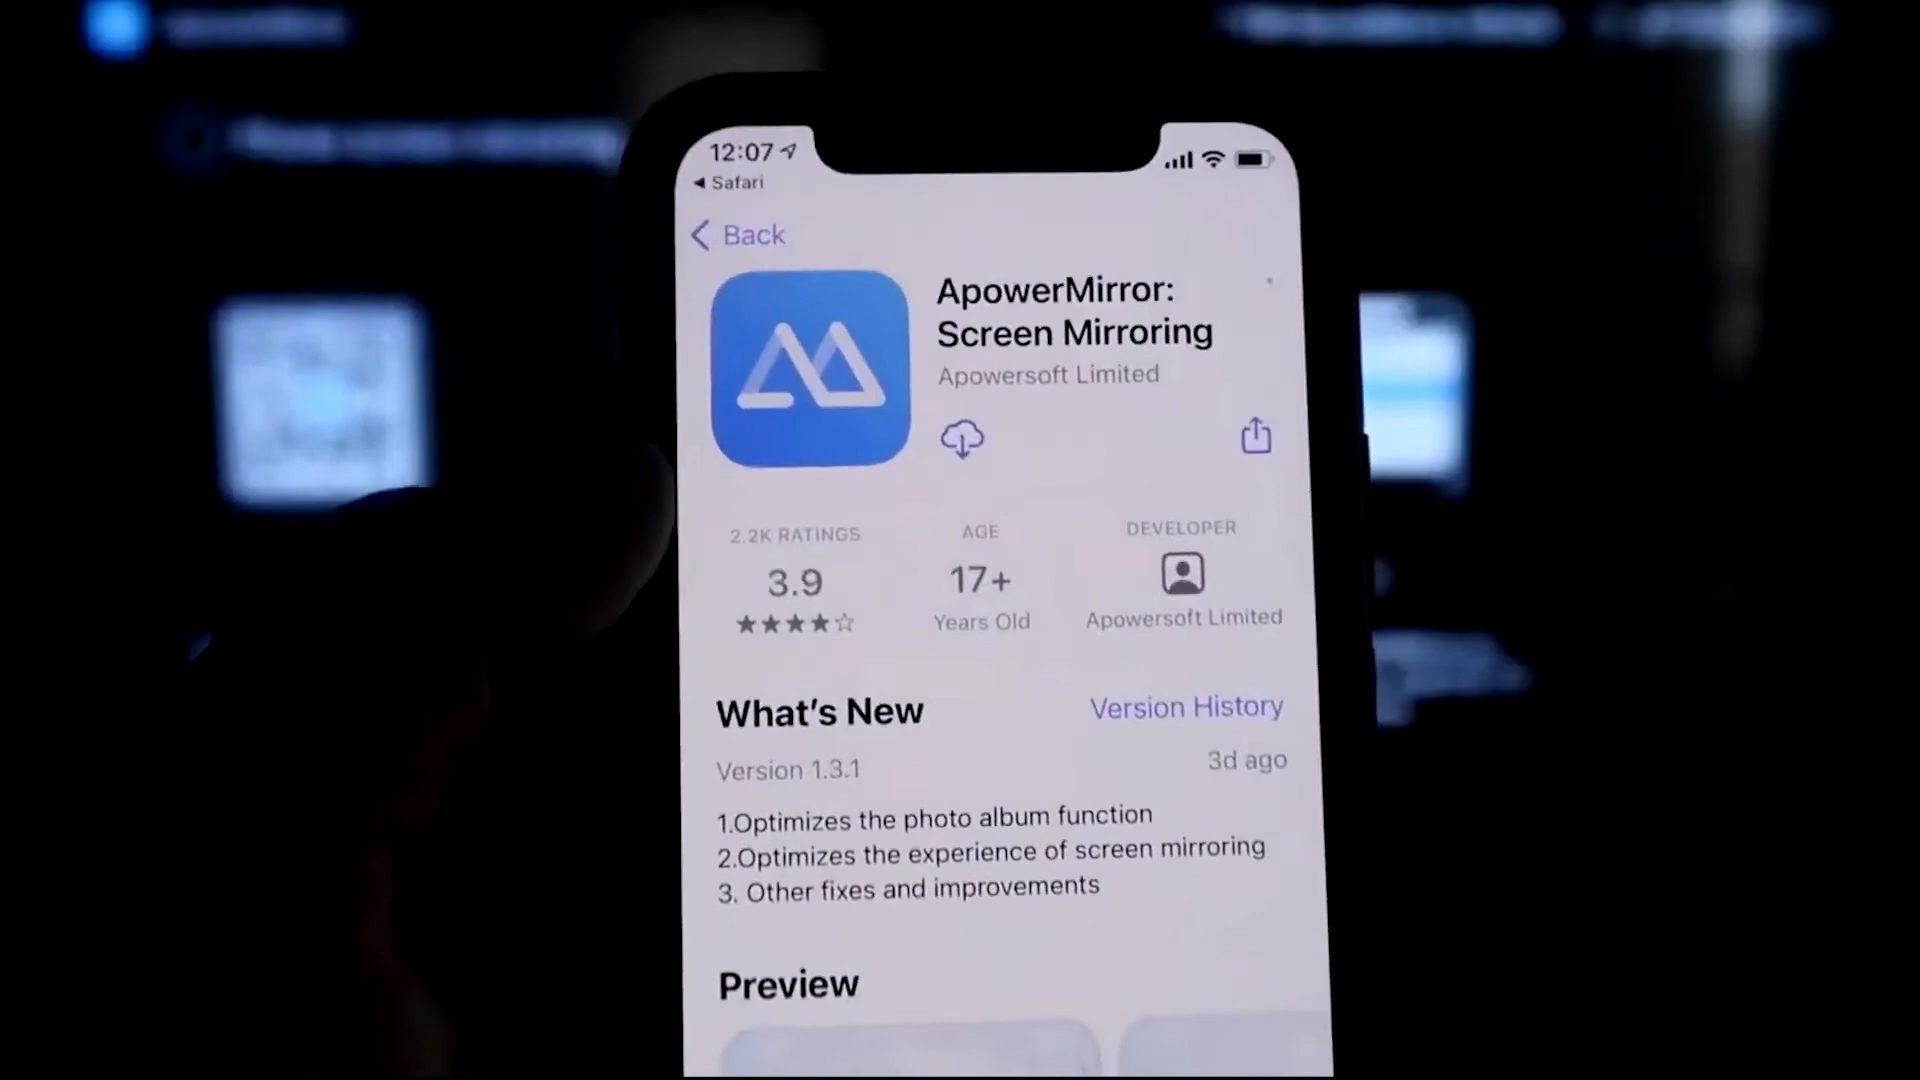 12:07
Safari
Back
ApowerMirror:
Screen Mirroring
Apowersoft Limited
2.2K RATINGS
AGE
DEVELOPER
3.9
17+
Years Old
Apowersoft Limited
What's New
Version History
Version 1.3.1
3d ago
1.Optimizes the photo album function
2.Optimizes the experience of screen mirroring
3. Other fixes and improvements
Preview